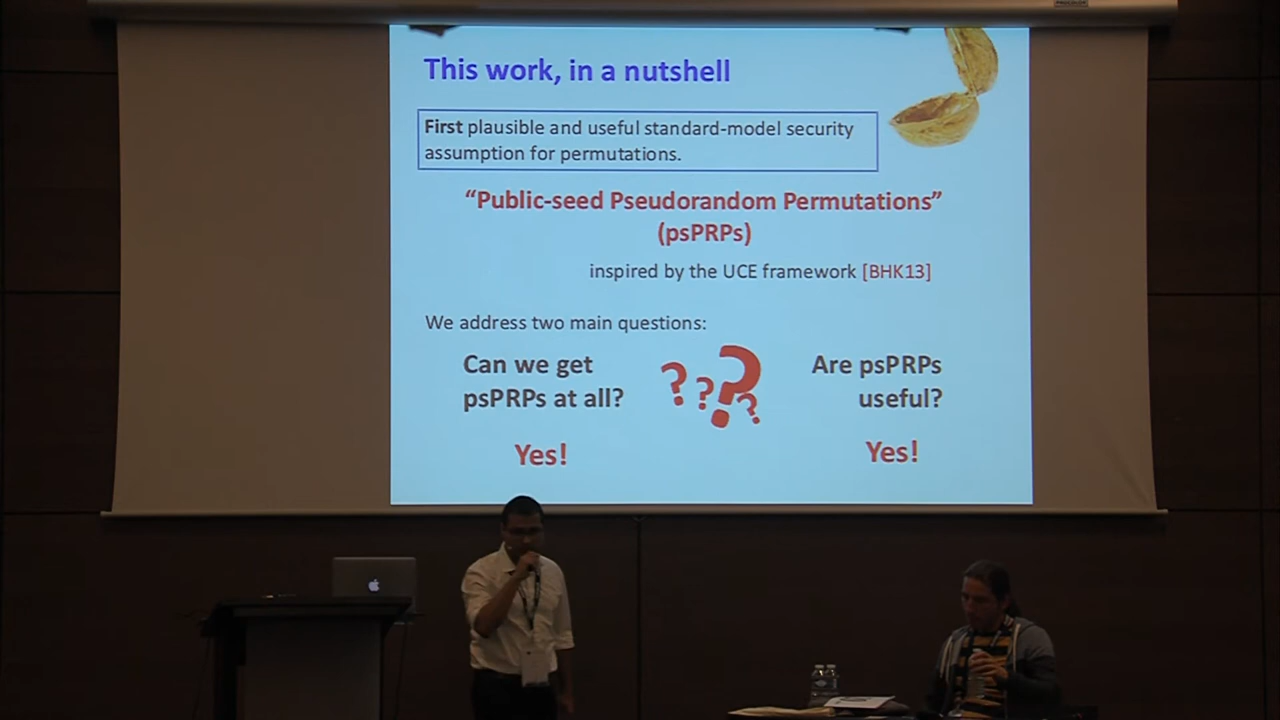 This work, in a nutshell
First plausible and useful standard-model security
assumption for permutations.
“Public-seed Pseudorandom Permutations”
(psPRPs)
inspired by the UCE framework [BHK13]
We address two main questions:
Can we get
psPRPs at all?
? ? ? ?
Are psPRPs
useful?
Yes!
Yes!